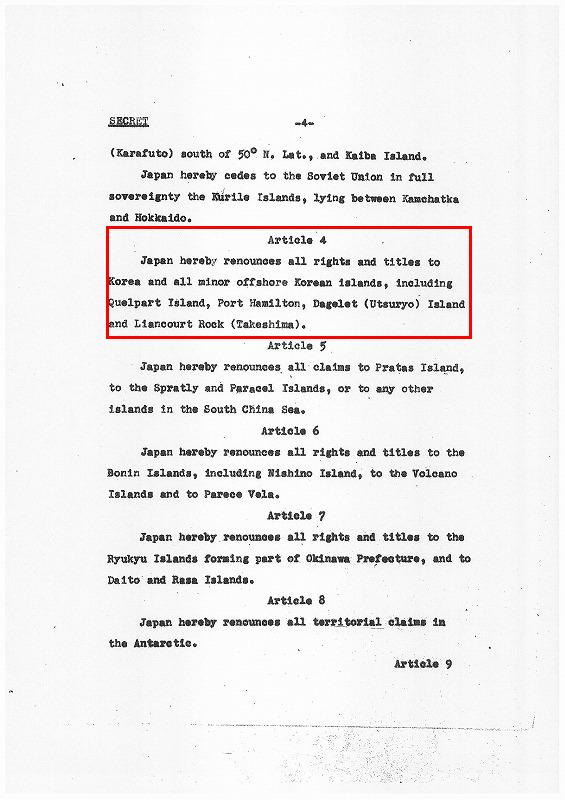 SECRET
-4-
(Karafuto) south of 50° N. Lat., and Kaiba Island.
Japan hereby cedes to the Soviet Union in full
sovereignty the Kurile Islands, lying between Kamchatka
and Hokkaido.
Article 4
Japan hereby renounces all rights and titles to
Korea and all minor offshore Korean islands, including
Quelpart Island, Port Hamilton, Dagelet (Utsuryo) Island
and Liancourt Rock (Takeshima).
Article 5
Japan hereby renounces all claims to Pratas Island,
to the Spratly and Paracel Islands, or to any other
islands in the South China Sea.
Article 6
Japan hereby renounces all rights and titles to the
Bonin Islands, including Nishino Island, to the Volcano
Islands and to Parece Vela.
Article 7
Japan hereby renounces all rights and titles to the
Ryukyu Islands forming part of Okinawa Prefecture, and to
Daito and Rasa Islands.
Article 8
Japan hereby renounces all territorial claims in
the Antarctic.
Article 9